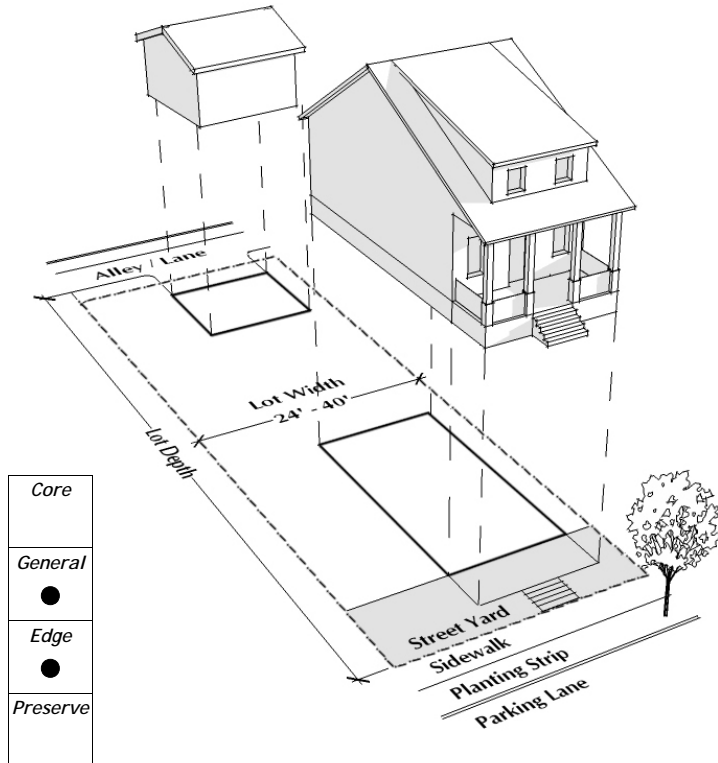 Alley / Lane
Lot Width
24' - 40'
Lot Depth
Core
General
Edge
Preserve
Street Yard
Sidewalk
Planting Strip
Parking Lane